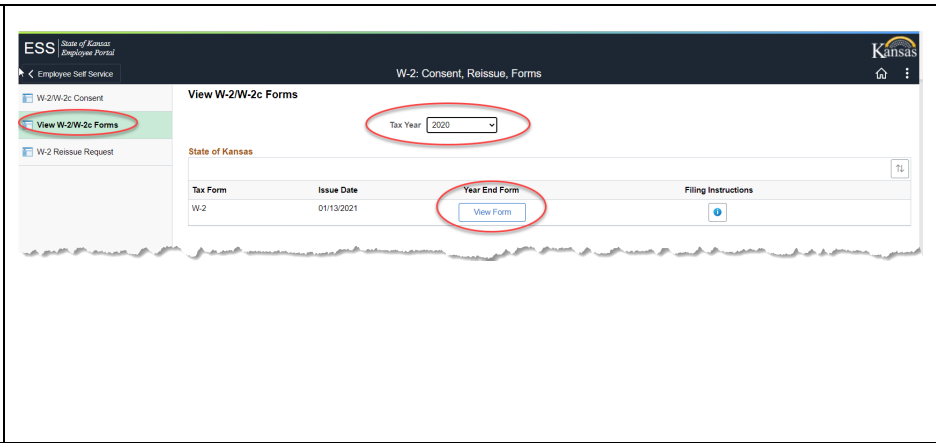 ESS State of Kansas
Employee Portal
Kansas
Employee Self Service
W-2: Consent, Reissue, Forms
W-2/W-2c Consent
View W-2/W-2c Forms
W-2 Reissue Request
View W-2/W-2c Forms
Tax Year 2020
State of Kansas
Tax Form Issue Date Year End Form Filing Instructions
W-2 01/13/2021 View Form